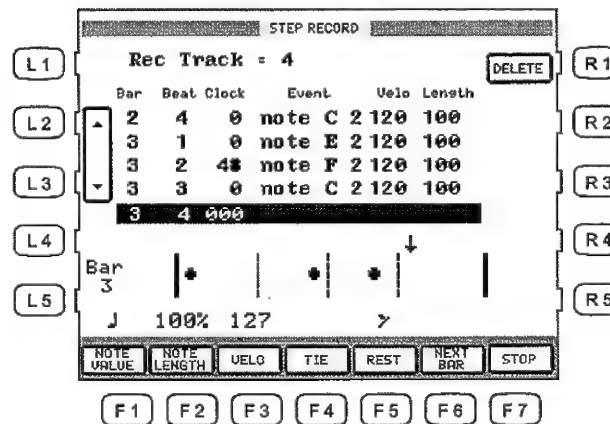 STEP RECORD
L1 Rec Track = 4 DELETE R1
Bar Beat Clock Event Velo Length
L2 2 4 0 note C 2 120 100 R2
3 1 0 note E 2 120 100
3 2 48 note F 2 120 100
L3 3 3 0 note C 2 120 100 R3
3 4 000
L4 R4
Bar
3
L5 R5
100% 127
NOTE VALUE NOTE LENGTH VELO TIE REST NEXT BAR STOP
F1 F2 F3 F4 F5 F6 F7